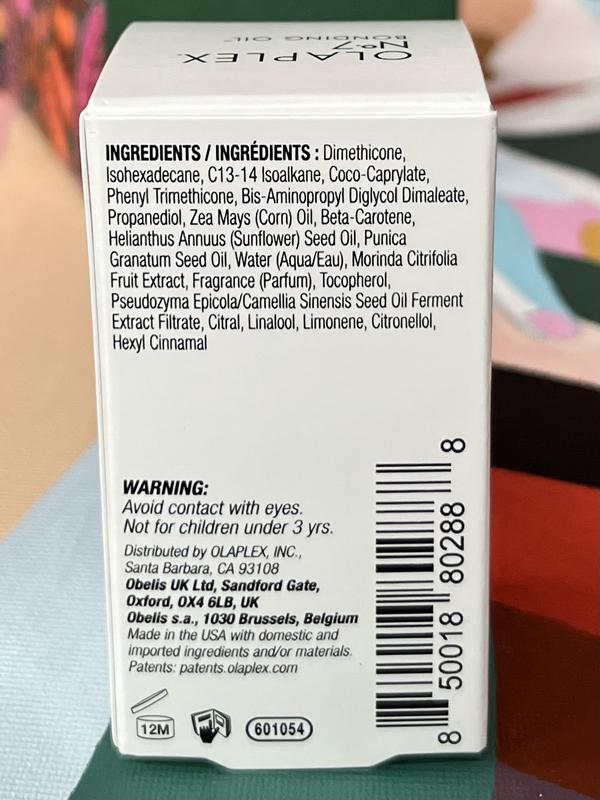 OLAPLEX
Nº.7
BONDING OIL™
INGREDIENTS / INGRÉDIENTS : Dimethicone,
Isohexadecane, C13-14 Isoalkane, Coco-Caprylate,
Phenyl Trimethicone, Bis-Aminopropyl Diglycol Dimaleate,
Propanediol, Zea Mays (Corn) Oil, Beta-Carotene,
Helianthus Annuus (Sunflower) Seed Oil, Punica
Granatum Seed Oil, Water (Aqua/Eau), Morinda Citrifolia
Fruit Extract, Fragrance (Parfum), Tocopherol,
Pseudozyma Epicola/Camellia Sinensis Seed Oil Ferment
Extract Filtrate, Citral, Linalool, Limonene, Citronellol,
Hexyl Cinnamal
WARNING:
Avoid contact with eyes.
Not for children under 3 yrs.
Distributed by OLAPLEX, INC.,
Santa Barbara, CA 93108
Obelis UK Ltd, Sandford Gate,
Oxford, OX4 6LB, UK
Obelis s.a., 1030 Brussels, Belgium
Made in the USA with domestic and
imported ingredients and/or materials.
Patents: patents.olaplex.com
12M
601054
8 50018 80288 8